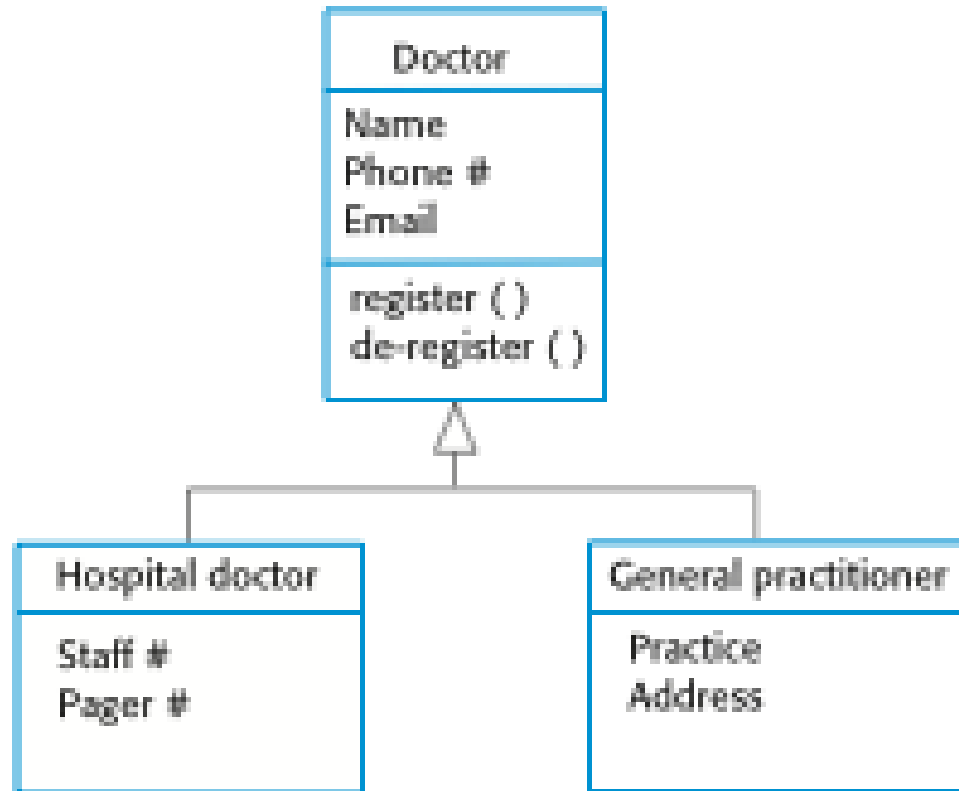 Doctor
Name
Phone #
Email
register ( )
de-register ( )
Hospital doctor
Staff #
Pager #
General practitioner
Practice
Address